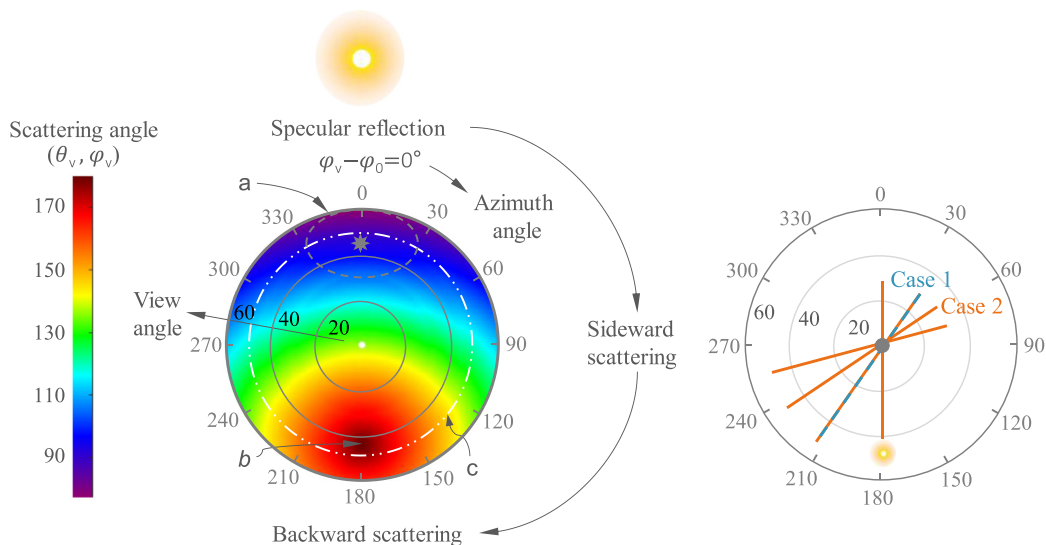 Specular reflection
φᵥ−φ₀=0°
Scattering angle
(θᵥ, φᵥ)
170
150
130
110
90
a
Azimuth
angle
0
30
60
90
120
150
180
210
240
270
300
330
View
angle
60
40
20
b
c
Sideward
scattering
Backward scattering
0
30
60
90
120
150
180
210
240
270
300
330
60
40
20
Case 1
Case 2